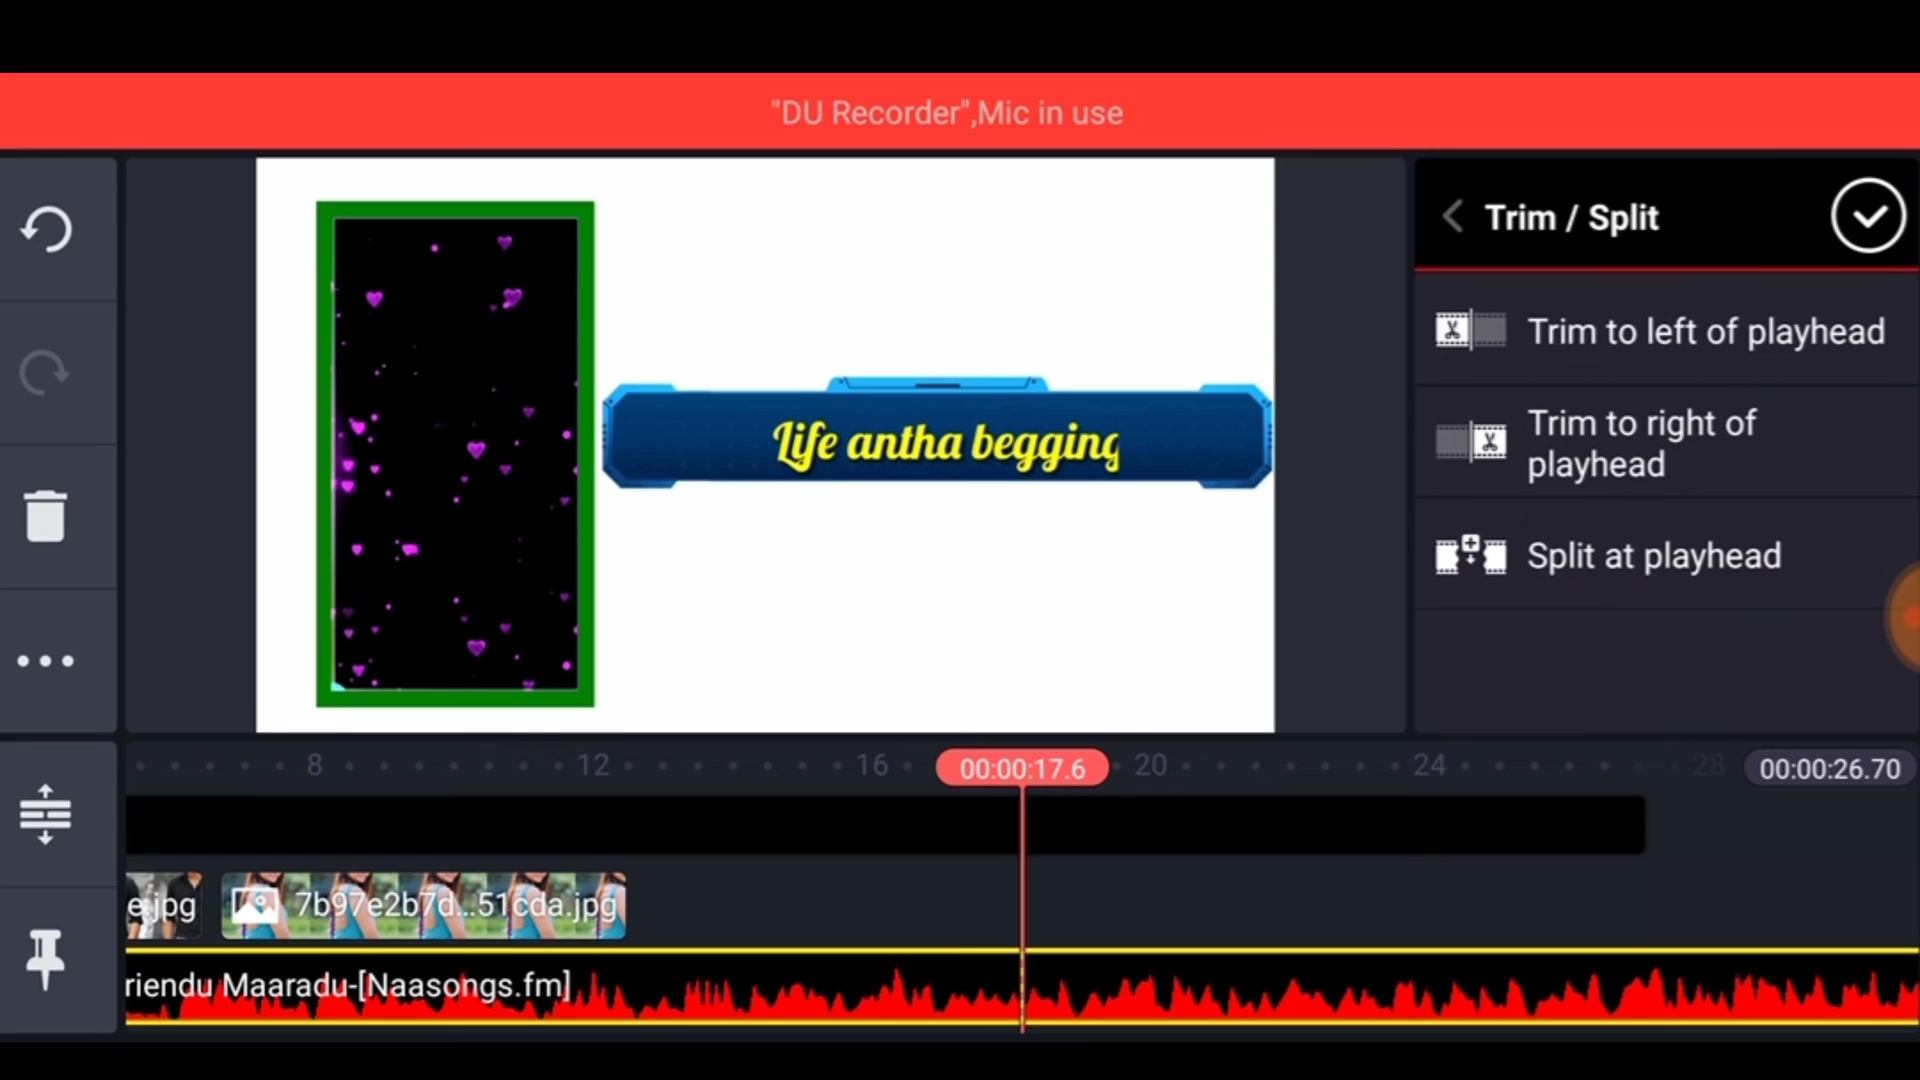 "DU Recorder",Mic in use
Trim / Split
Trim to left of playhead
Trim to right of
playhead
Split at playhead
Life antha begging
8 12 16 00:00:17.6 20 24 28 00:00:26.70
e.jpg 7b97e2b7d...51cda.jpg
riendu Maaradu-[Naasongs.fm]